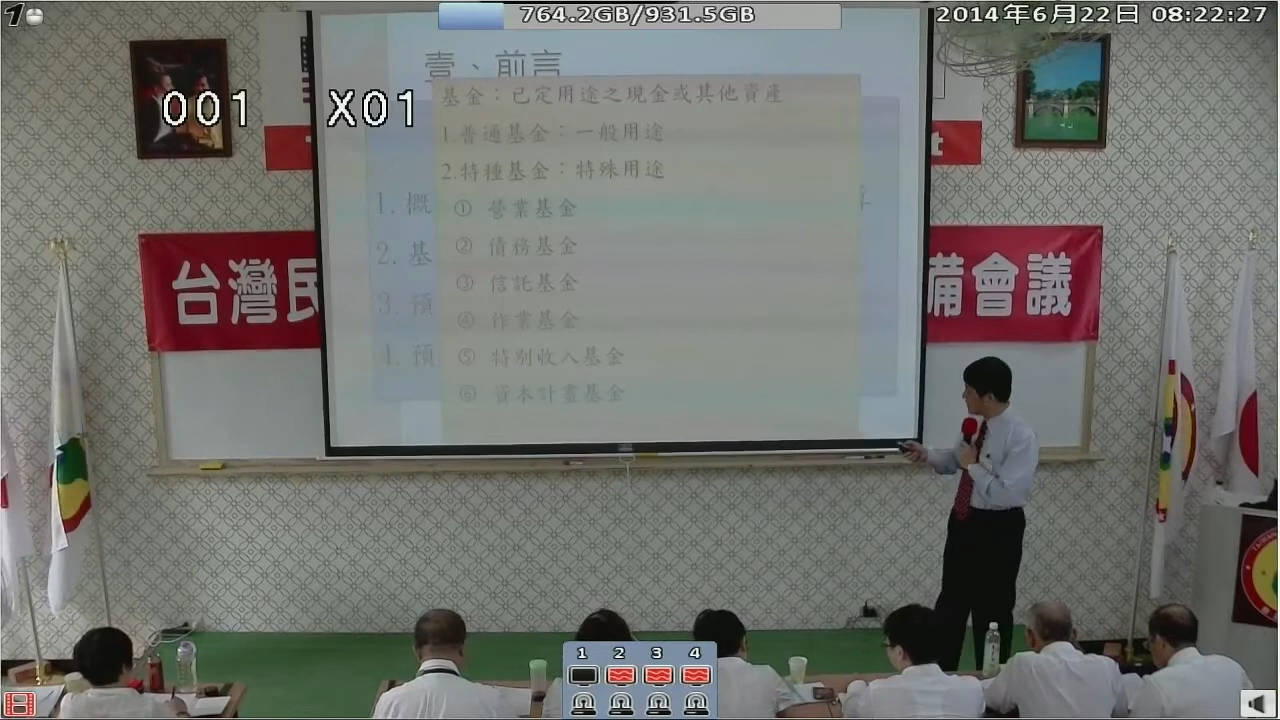 764.2GB/931.5GB
2014年6月22日 08:22:27
1
001 X01
壹、前言
基金：已定用途之現金或其他資產
1.普通基金：一般用途
2.特種基金：特殊用途
① 營業基金
② 債務基金
③ 信託基金
④ 作業基金
⑤ 特別收入基金
⑥ 資本計畫基金
1. 概
2. 基
3. 預
4. 預
t
台灣民
備會議
1 2 3 4